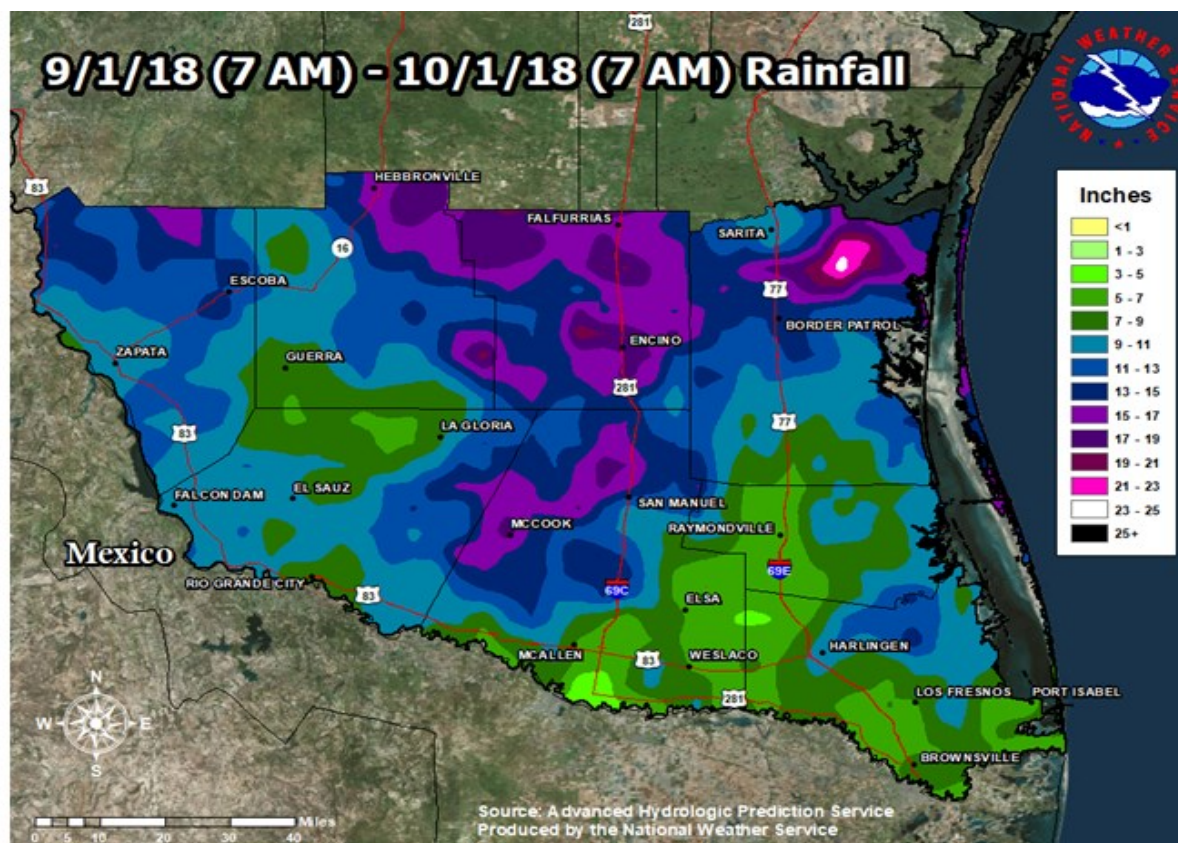 281
9/1/18 (7 AM) - 10/1/18 (7 AM) Rainfall
NATIONAL WEATHER SERVICE
83
HEBBRONVILLE
Inches
<1
1 - 3
3 - 5
5 - 7
7 - 9
9 - 11
11 - 13
13 - 15
15 - 17
17 - 19
19 - 21
21 - 23
23 - 25
25+
FALFURRIAS
SARITA
16
ESCOBA
77
BORDER PATROL
ENCINO
ZAPATA
GUERRA
281
77
83
LA GLORIA
FALCON DAM
EL SAUZ
SAN MANUEL
MCCOOK
RAYMONDVILLE
Mexico
69E
RIO GRANDE CITY
83
69C
ELSA
MCALLEN
83
WESLACO
HARLINGEN
281
LOS FRESNOS
PORT ISABEL
BROWNSVILLE
N
W
E
S
Miles
0 5 10 20 30 40
Source: Advanced Hydrologic Prediction Service
Produced by the National Weather Service